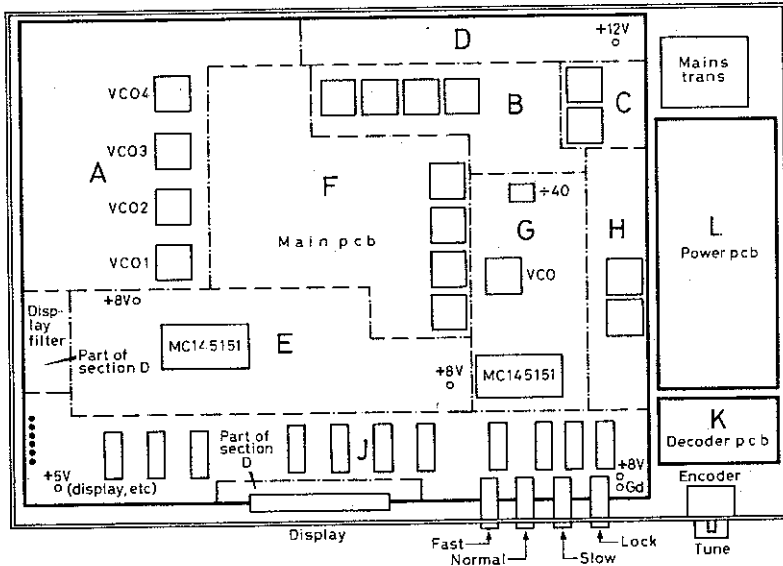 D
+12V
Mains
trans
VCO4
B
C
VCO3
A
F
÷40
VCO2
Main pcb
G
H
L
Power pcb
VCO
VCO1
+8V
Disp-
lay
filter
MC145151
E
Part of
section D
+8V
MC145151
K
Decoder pcb
Part of
section
D
J
+5V
(display, etc)
+8V
Gd
Encoder
Display
Fast
Normal
Slow
Lock
Tune